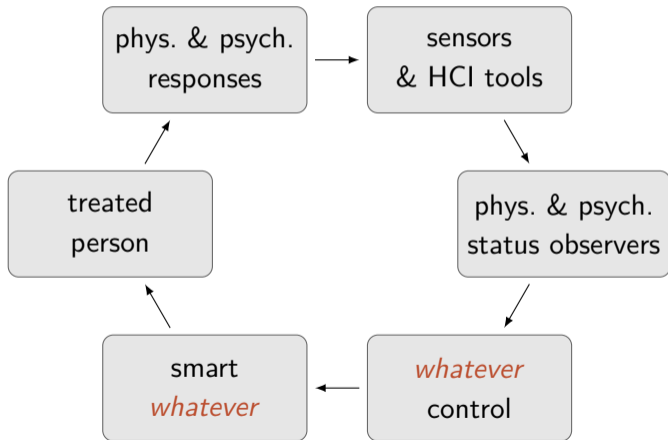 phys. & psych.
responses
sensors
& HCI tools
treated
person
phys. & psych.
status observers
smart
whatever
whatever
control